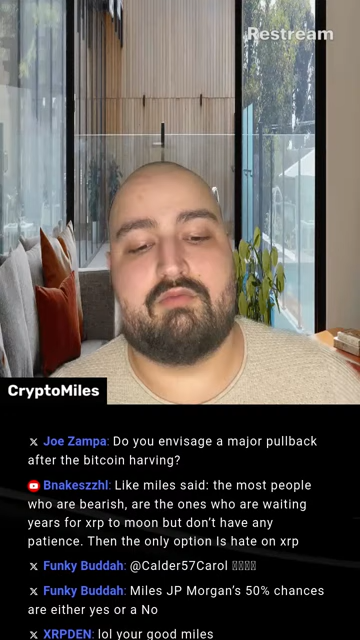 Restream
CryptoMiles
Joe Zampa: Do you envisage a major pullback
after the bitcoin harving?
Bnakeszzhl: Like miles said: the most people
who are bearish, are the ones who are waiting
years for xrp to moon but don't have any
patience. Then the only option Is hate on xrp
Funky Buddah: @Calder57Carol
Funky Buddah: Miles JP Morgan's 50% chances
are either yes or a No
XRPDEN: lol your good miles